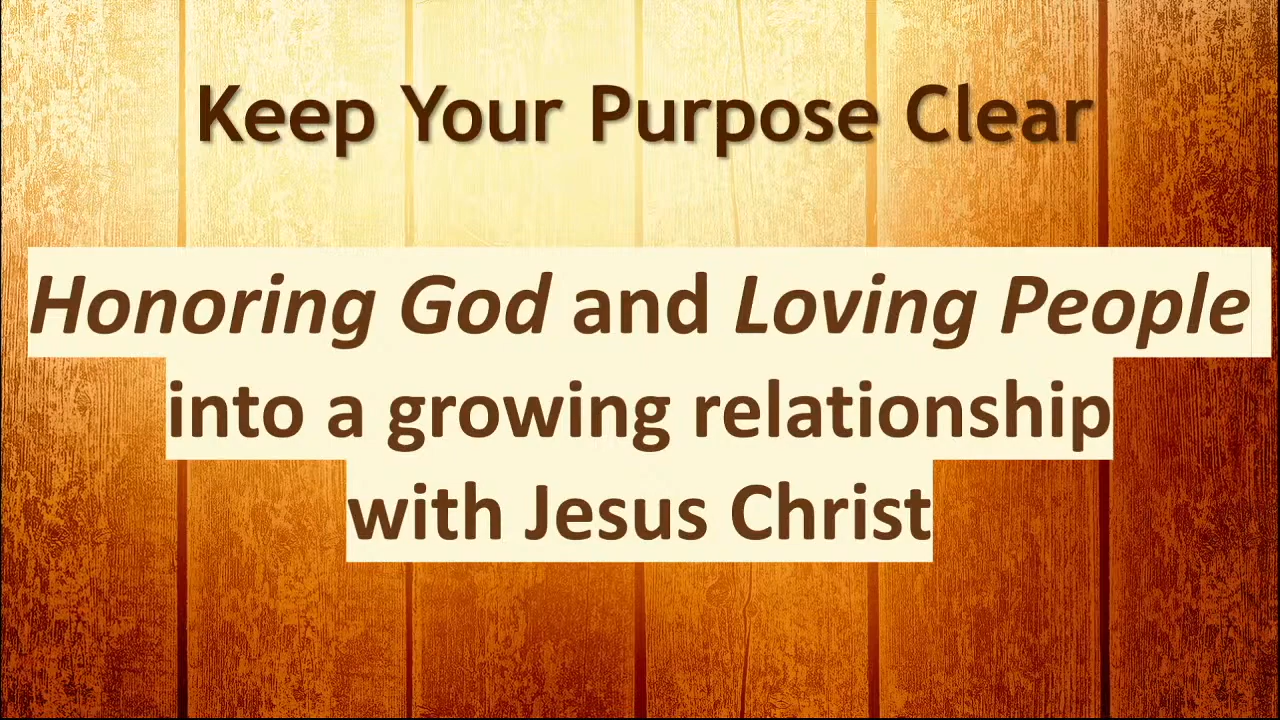 Keep Your Purpose Clear
Honoring God and Loving People
into a growing relationship
with Jesus Christ